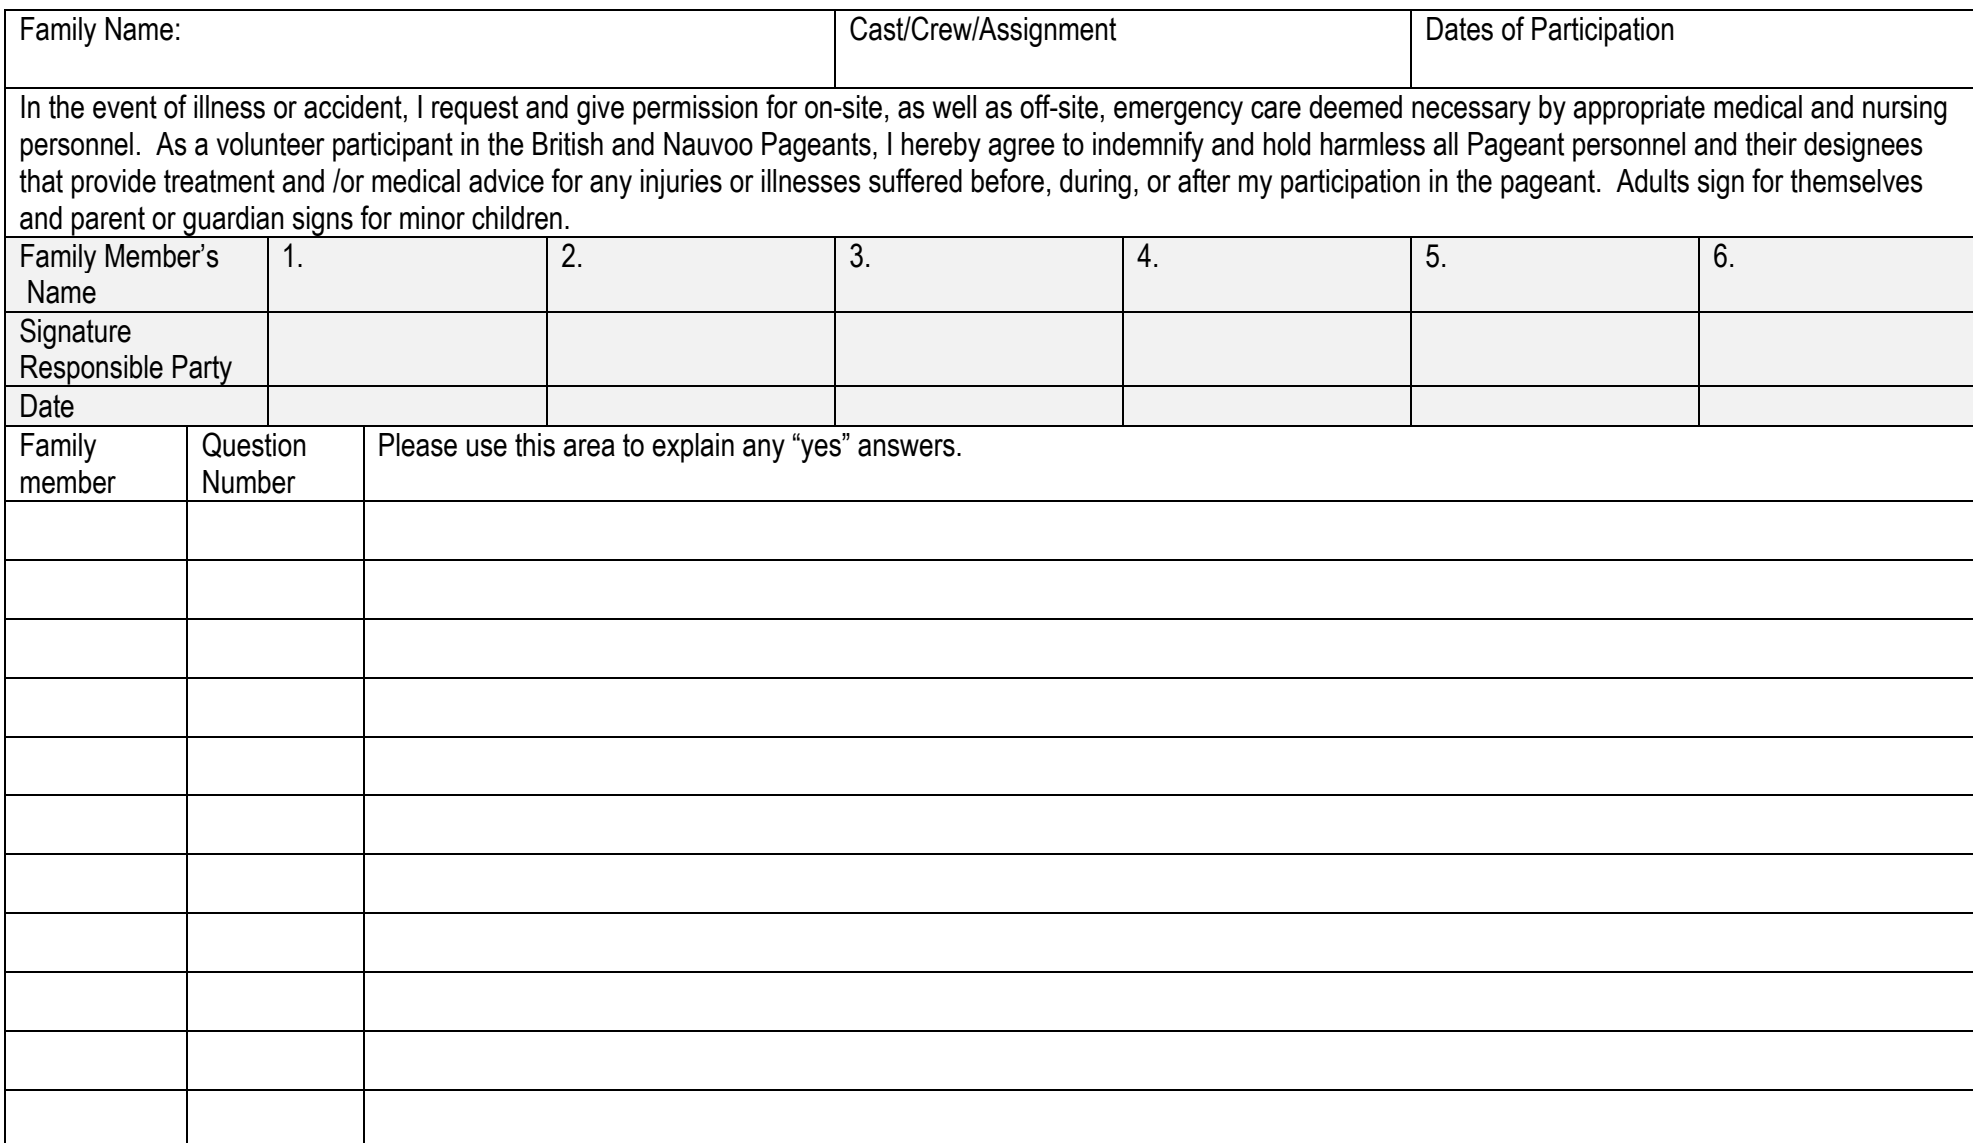 Family Name:
Cast/Crew/Assignment
Dates of Participation
In the event of illness or accident, I request and give permission for on-site, as well as off-site, emergency care deemed necessary by appropriate medical and nursing
personnel.  As a volunteer participant in the British and Nauvoo Pageants, I hereby agree to indemnify and hold harmless all Pageant personnel and their designees
that provide treatment and /or medical advice for any injuries or illnesses suffered before, during, or after my participation in the pageant.  Adults sign for themselves
and parent or guardian signs for minor children.
Family Member’s
Name
1.
2.
3.
4.
5.
6.
Signature
Responsible Party
Date
Family
member
Question
Number
Please use this area to explain any “yes” answers.